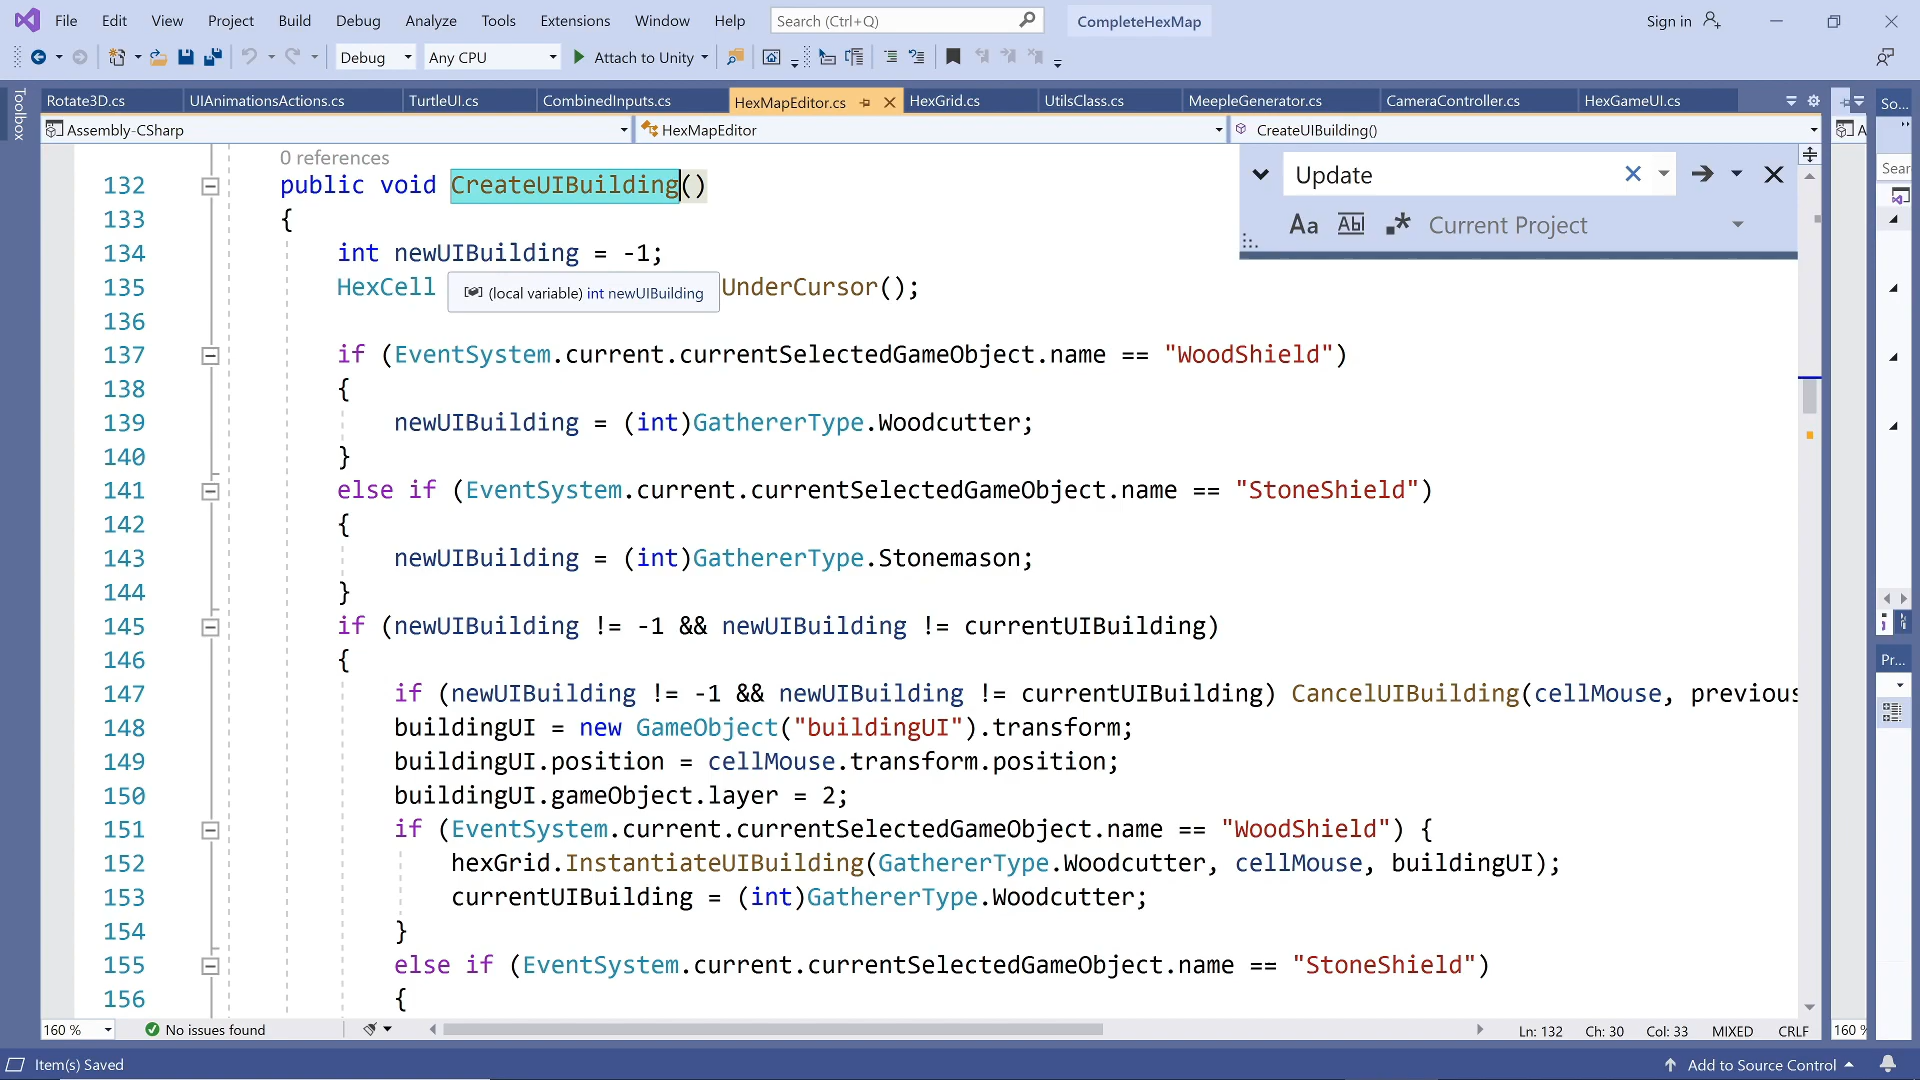 File Edit View Project Build Debug Analyze Tools Extensions Window Help Search (Ctrl+Q) CompleteHexMap Sign in
Debug Any CPU Attach to Unity
Toolbox
Rotate3D.cs UIAnimationsActions.cs TurtleUI.cs CombinedInputs.cs HexMapEditor.cs HexGrid.cs UtilsClass.cs MeepleGenerator.cs CameraController.cs HexGameUI.cs So...
Assembly-CSharp HexMapEditor CreateUIBuilding() A
Update
Aa Abl .* Current Project
Sear
Pr...
0 references
132 public void CreateUIBuilding()
133 {
134 int newUIBuilding = -1;
135 HexCell UnderCursor();
(local variable) int newUIBuilding
136
137 if (EventSystem.current.currentSelectedGameObject.name == "WoodShield")
138 {
139 newUIBuilding = (int)GathererType.Woodcutter;
140 }
141 else if (EventSystem.current.currentSelectedGameObject.name == "StoneShield")
142 {
143 newUIBuilding = (int)GathererType.Stonemason;
144 }
145 if (newUIBuilding != -1 && newUIBuilding != currentUIBuilding)
146 {
147 if (newUIBuilding != -1 && newUIBuilding != currentUIBuilding) CancelUIBuilding(cellMouse, previous
148 buildingUI = new GameObject("buildingUI").transform;
149 buildingUI.position = cellMouse.transform.position;
150 buildingUI.gameObject.layer = 2;
151 if (EventSystem.current.currentSelectedGameObject.name == "WoodShield") {
152 hexGrid.InstantiateUIBuilding(GathererType.Woodcutter, cellMouse, buildingUI);
153 currentUIBuilding = (int)GathererType.Woodcutter;
154 }
155 else if (EventSystem.current.currentSelectedGameObject.name == "StoneShield")
156 {
160 % No issues found Ln: 132 Ch: 30 Col: 33 MIXED CRLF 160 %
Item(s) Saved Add to Source Control